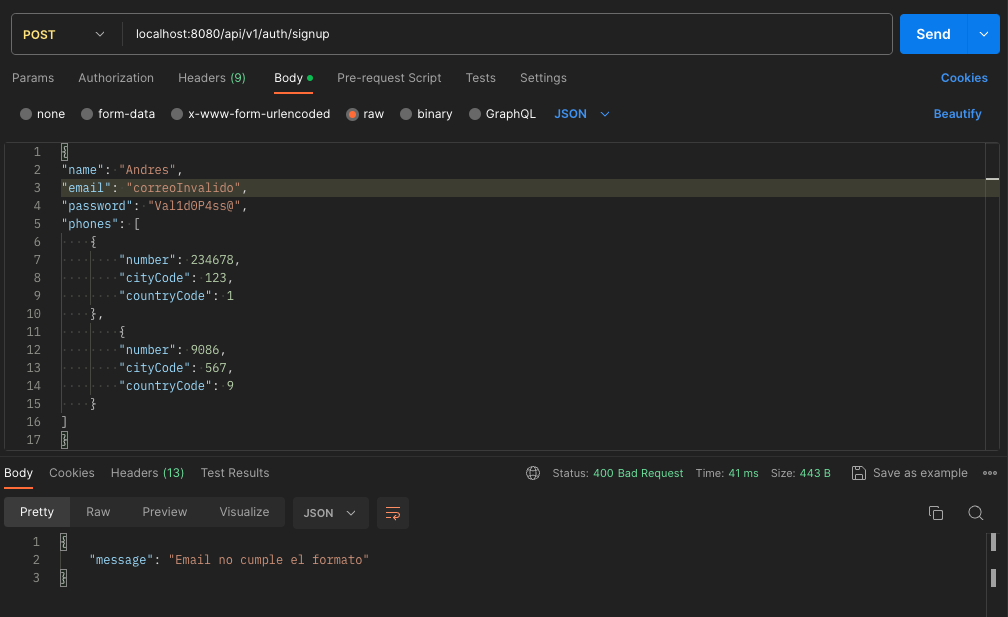 POST localhost:8080/api/v1/auth/signup Send
Params Authorization Headers (9) Body Pre-request Script Tests Settings Cookies
none form-data x-www-form-urlencoded raw binary GraphQL JSON Beautify
1 {
2 "name": "Andres",
3 "email": "correoInvalido",
4 "password": "Val1d0P4ss@",
5 "phones": [
6 {
7 "number": 234678,
8 "cityCode": 123,
9 "countryCode": 1
10 },
11 {
12 "number": 9086,
13 "cityCode": 567,
14 "countryCode": 9
15 }
16 ]
17 }
Body Cookies Headers (13) Test Results Status: 400 Bad Request Time: 41 ms Size: 443 B Save as example
Pretty Raw Preview Visualize JSON
1 {
2 "message": "Email no cumple el formato"
3 }